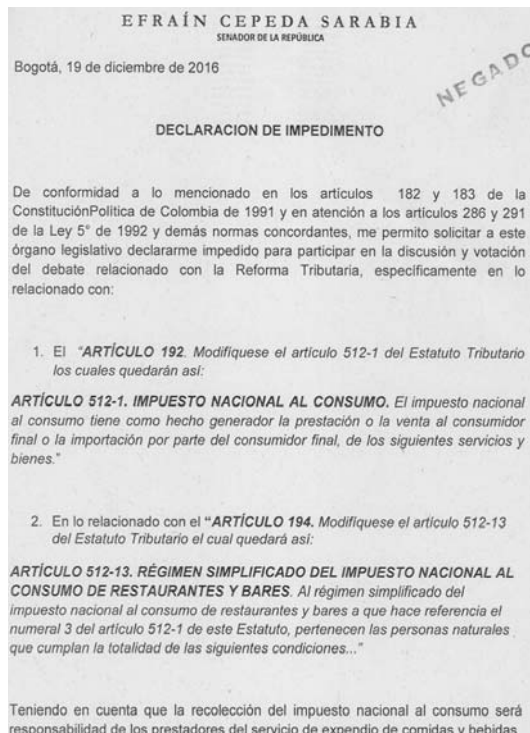 EFRAÍN CEPEDA SARABIA
SENADOR DE LA REPÚBLICA
Bogotá, 19 de diciembre de 2016
NEGADO
DECLARACION DE IMPEDIMENTO
De conformidad a lo mencionado en los artículos 182 y 183 de la
ConstituciónPolítica de Colombia de 1991 y en atención a los artículos 286 y 291
de la Ley 5° de 1992 y demás normas concordantes, me permito solicitar a este
órgano legislativo declararme impedido para participar en la discusión y votación
del debate relacionado con la Reforma Tributaria, específicamente en lo
relacionado con:
1. El "ARTÍCULO 192. Modifíquese el artículo 512-1 del Estatuto Tributario
los cuales quedarán así:
ARTÍCULO 512-1. IMPUESTO NACIONAL AL CONSUMO. El impuesto nacional
al consumo tiene como hecho generador la prestación o la venta al consumidor
final o la importación por parte del consumidor final, de los siguientes servicios y
bienes."
2. En lo relacionado con el "ARTÍCULO 194. Modifíquese el artículo 512-13
del Estatuto Tributario el cual quedará así:
ARTÍCULO 512-13. RÉGIMEN SIMPLIFICADO DEL IMPUESTO NACIONAL AL
CONSUMO DE RESTAURANTES Y BARES. Al régimen simplificado del
impuesto nacional al consumo de restaurantes y bares a que hace referencia el
numeral 3 del artículo 512-1 de este Estatuto, pertenecen las personas naturales
que cumplan la totalidad de las siguientes condiciones..."
Teniendo en cuenta que la recolección del impuesto nacional al consumo será
responsabilidad de los prestadores del servicio de expendio de comidas y bebidas